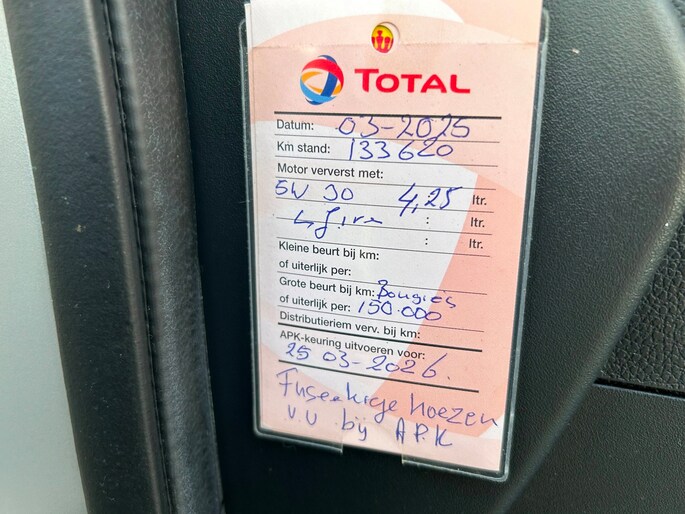 TOTAL
Datum: 03-2025
Km stand: 133620
Motor ververst met:
5W 30 4,25 ltr.
: ltr.
: ltr.
Kleine beurt bij km:
of uiterlijk per:
Grote beurt bij km: Bougies
of uiterlijk per: 150.000
Distributieriem verv. bij km:
APK-keuring uitvoeren voor:
25 03-2026.
Fuseekrge hoezen
V.V bij APK